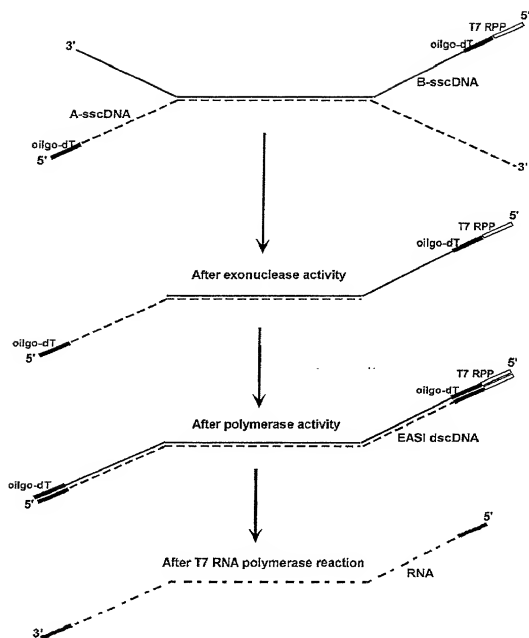 5'
T7 RPP
oilgo-dT
3'
B-sscDNA
A-sscDNA
oilgo-dT
5'
3'
5'
T7 RPP
oilgo-dT
After exonuclease activity
oilgo-dT
5'
5'
T7 RPP
oilgo-dT
After polymerase activity
EASI dscDNA
oilgo-dT
5'
5'
After T7 RNA polymerase reaction
RNA
3'